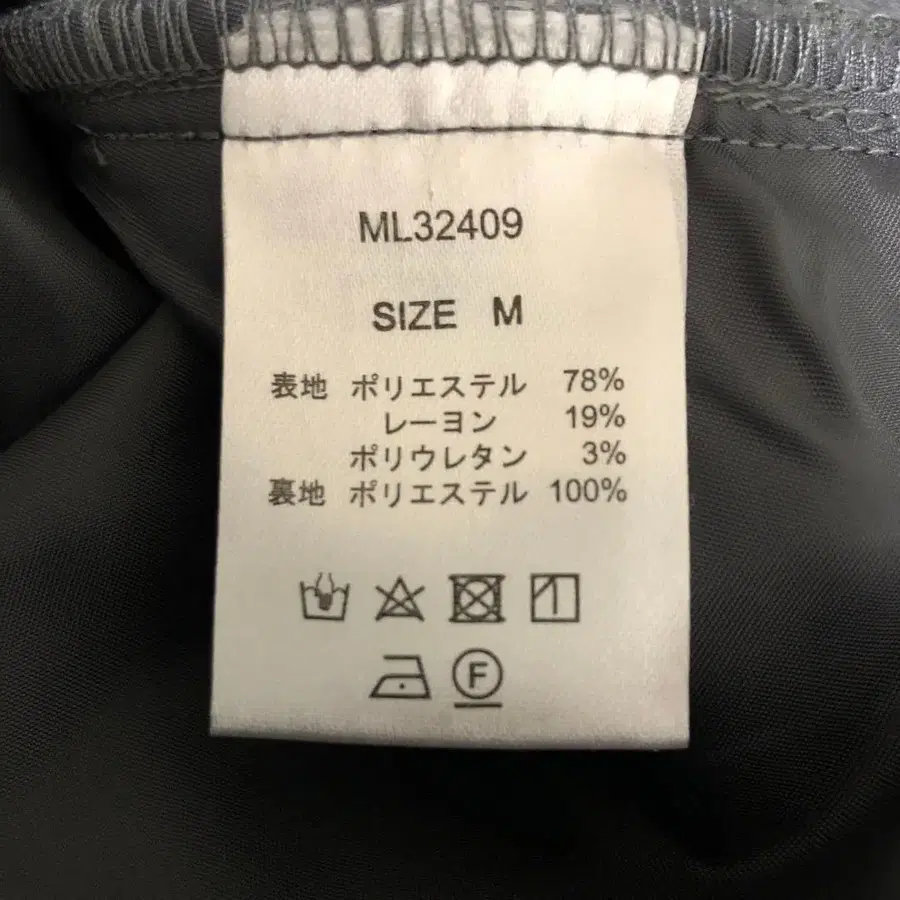 ML32409
SIZE M
表地 ポリエステル 78%
レーヨン 19%
ポリウレタン 3%
裏地 ポリエステル 100%
F